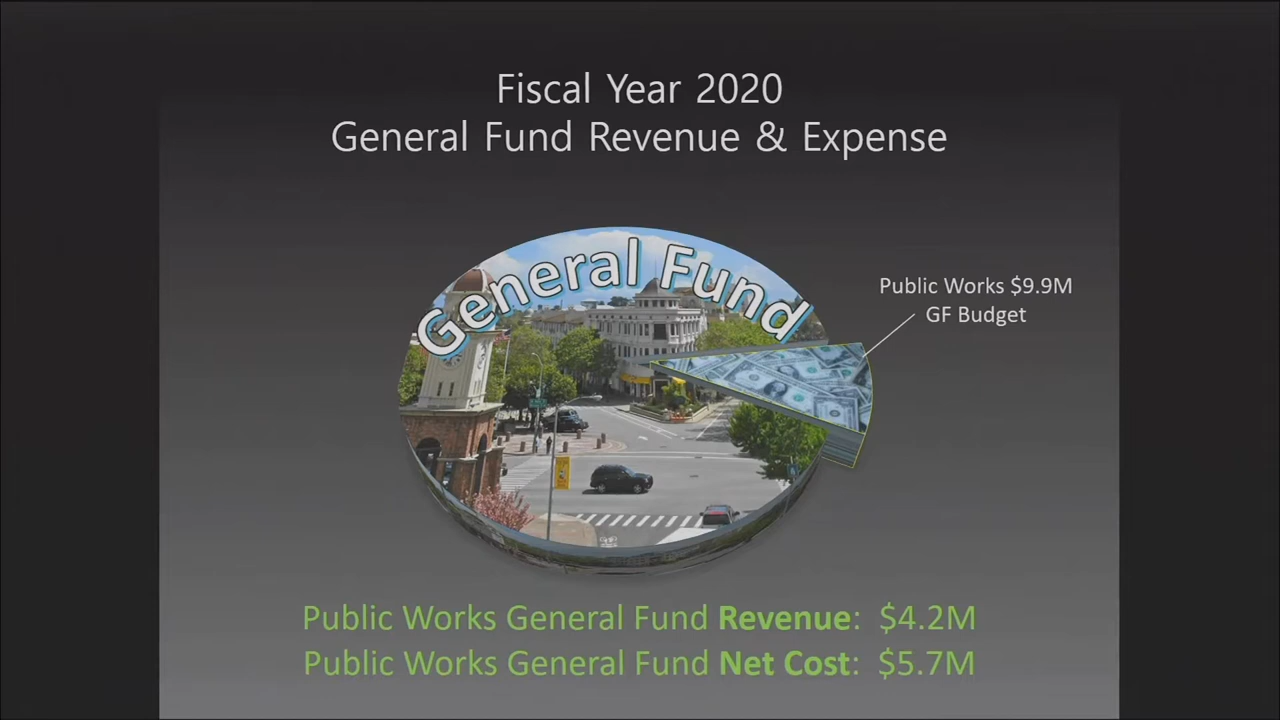 Fiscal Year 2020
General Fund Revenue & Expense
General Fund
Public Works $9.9M
GF Budget
Public Works General Fund Revenue: $4.2M
Public Works General Fund Net Cost: $5.7M